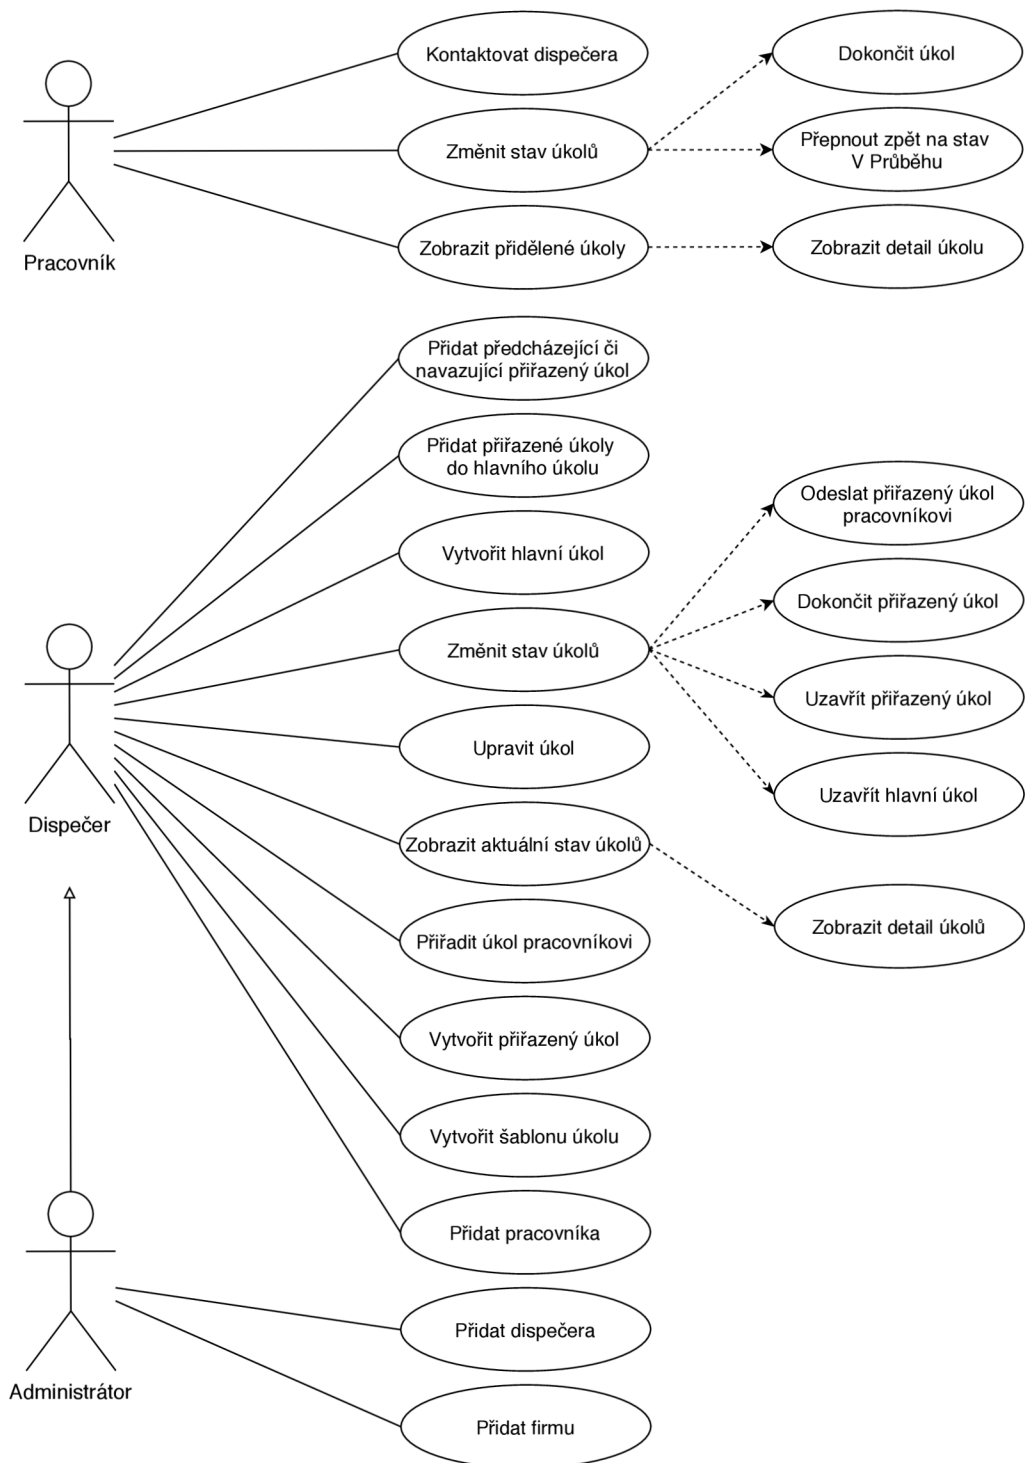 Kontaktovat dispečera
Dokončit úkol
Změnit stav úkolů
Přepnout zpět na stav
V Průběhu
Zobrazit přidělené úkoly
Zobrazit detail úkolu
Pracovník
Přidat předcházející či
navazující přiřazený úkol
Přidat přiřazené úkoly
do hlavního úkolu
Odeslat přiřazený úkol
pracovníkovi
Vytvořit hlavní úkol
Dokončit přiřazený úkol
Změnit stav úkolů
Uzavřít přiřazený úkol
Upravit úkol
Uzavřít hlavní úkol
Dispečer
Zobrazit aktuální stav úkolů
Zobrazit detail úkolů
Přiřadit úkol pracovníkovi
Vytvořit přiřazený úkol
Vytvořit šablonu úkolu
Přidat pracovníka
Přidat dispečera
Administrátor
Přidat firmu